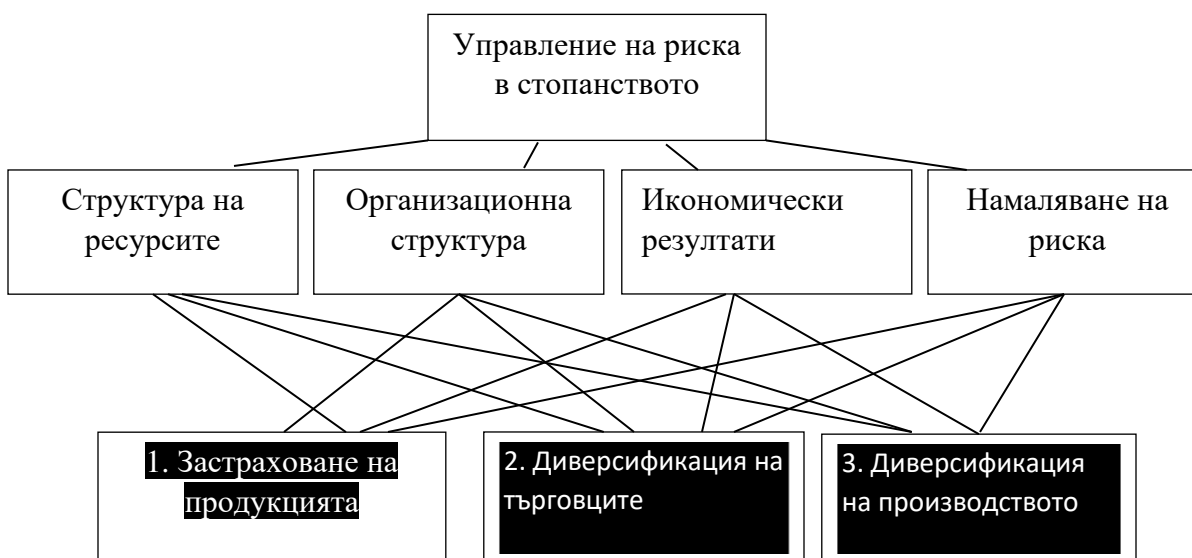 Управление на риска
в стопанството
Структура на
ресурсите
Организационна
структура
Икономически
резултати
Намаляване на
риска
1. Застраховане на
продукцията
2. Диверсификация на
търговците
3. Диверсификация
на производството